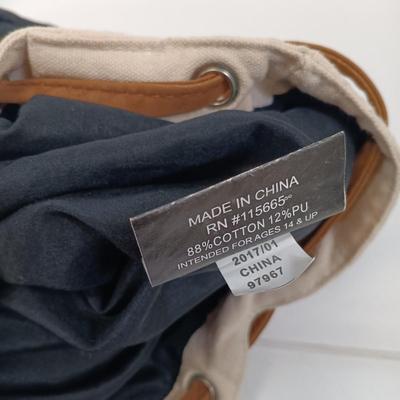 MADE IN CHINA
RN #115665
88%COTTON 12%PU
INTENDED FOR AGES 14 & UP
2017/01
CHINA
97967